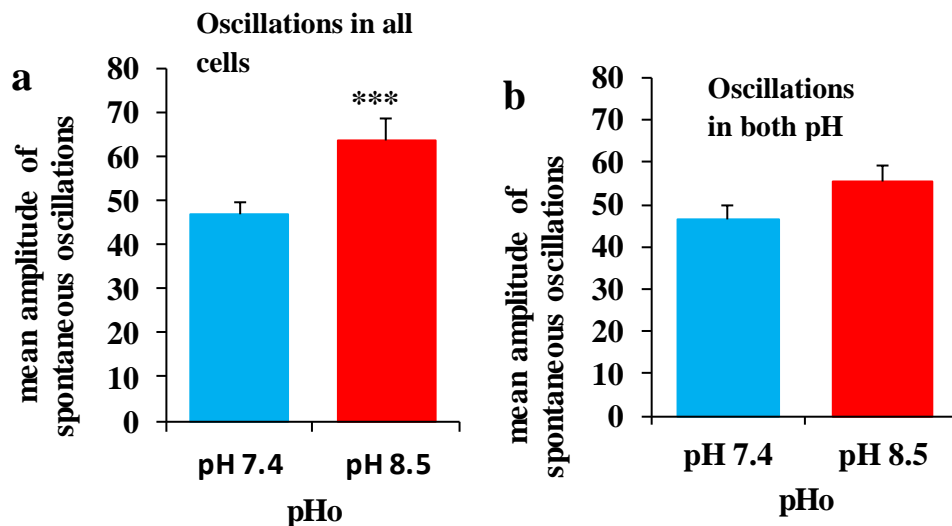 a
Oscillations in all
cells
80
70
60
50
40
30
20
10
0
***
mean amplitude of
spontaneous oscillations
pH 7.4
pH 8.5
pHo
b
Oscillations
in both pH
80
70
60
50
40
30
20
10
0
mean amplitude of
spontaneous oscillations
pH 7.4
pH 8.5
pHo